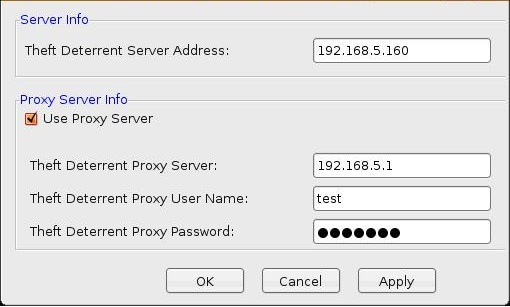 Server Info
Theft Deterrent Server Address: 192.168.5.160
Proxy Server Info
Use Proxy Server
Theft Deterrent Proxy Server: 192.168.5.1
Theft Deterrent Proxy User Name: test
Theft Deterrent Proxy Password: ●●●●●●●
OK Cancel Apply